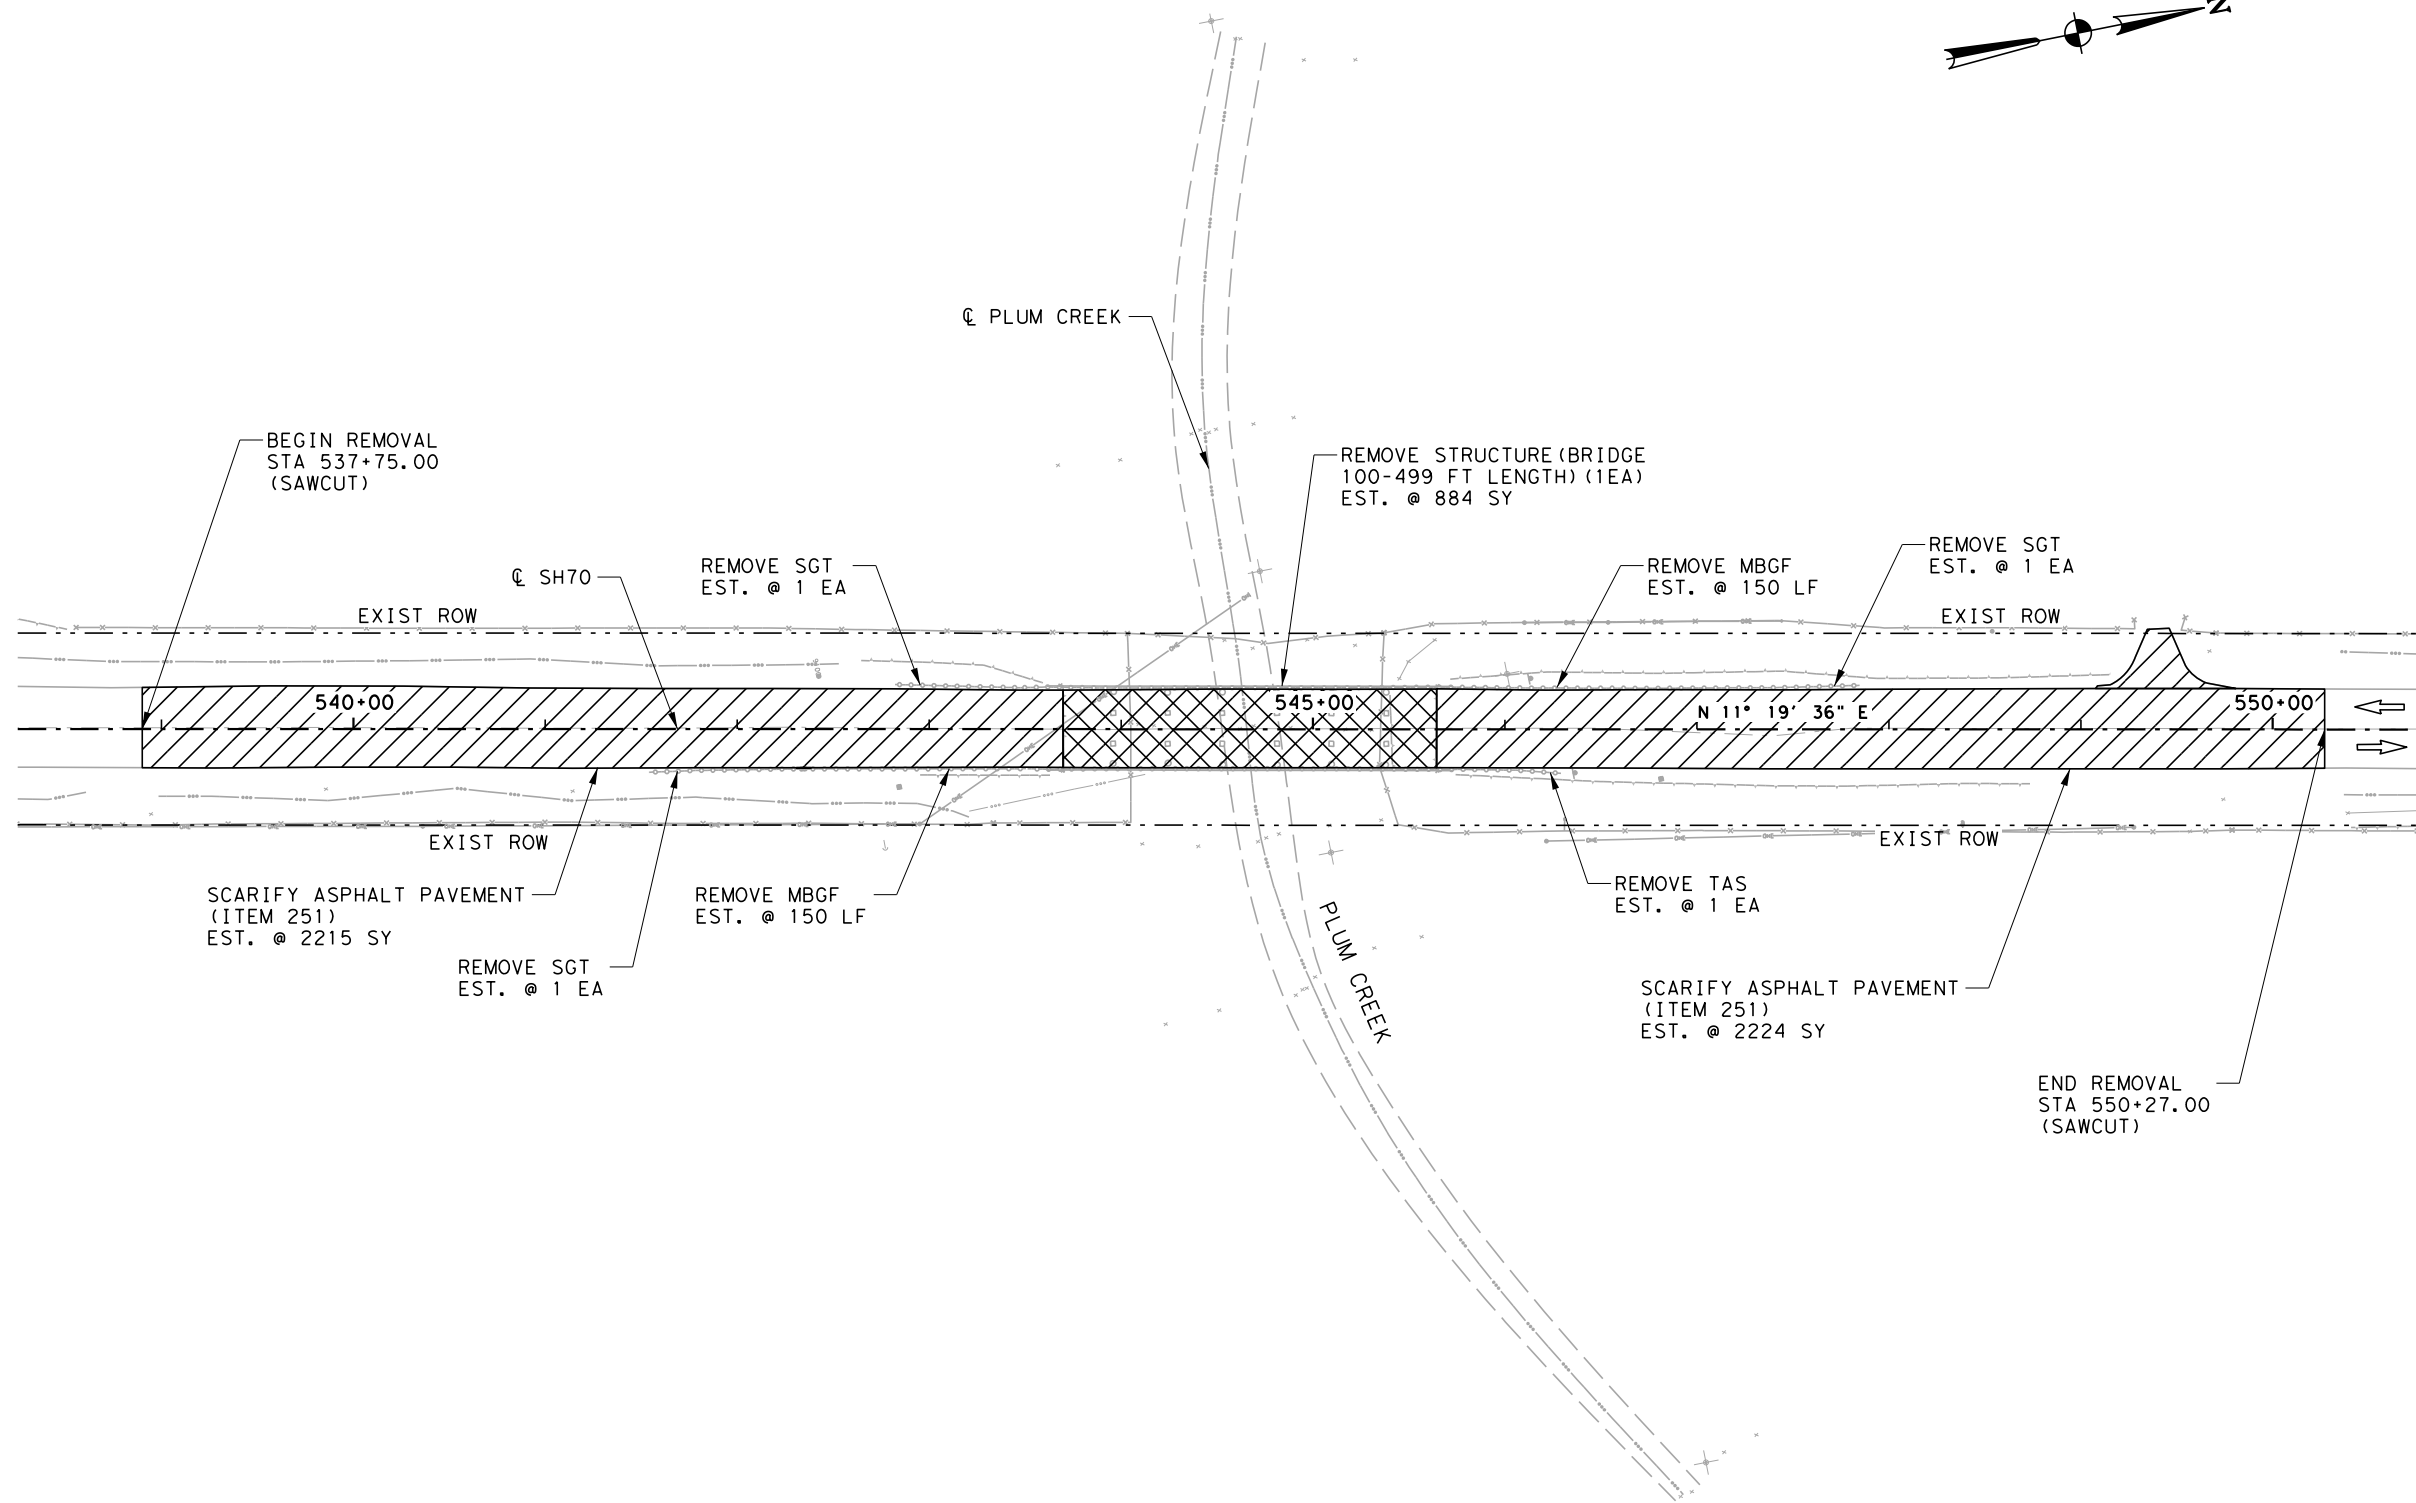 N
℄ PLUM CREEK
BEGIN REMOVAL
STA 537+75.00
(SAWCUT)
REMOVE STRUCTURE(BRIDGE
100-499 FT LENGTH)(1EA)
EST. @ 884 SY
REMOVE SGT
EST. @ 1 EA
℄ SH70
REMOVE MBGF
EST. @ 150 LF
REMOVE SGT
EST. @ 1 EA
EXIST ROW
EXIST ROW
540+00
545+00
N 11° 19' 36" E
550+00
EXIST ROW
EXIST ROW
SCARIFY ASPHALT PAVEMENT
(ITEM 251)
EST. @ 2215 SY
REMOVE SGT
EST. @ 1 EA
REMOVE MBGF
EST. @ 150 LF
REMOVE TAS
EST. @ 1 EA
PLUM CREEK
SCARIFY ASPHALT PAVEMENT
(ITEM 251)
EST. @ 2224 SY
END REMOVAL
STA 550+27.00
(SAWCUT)